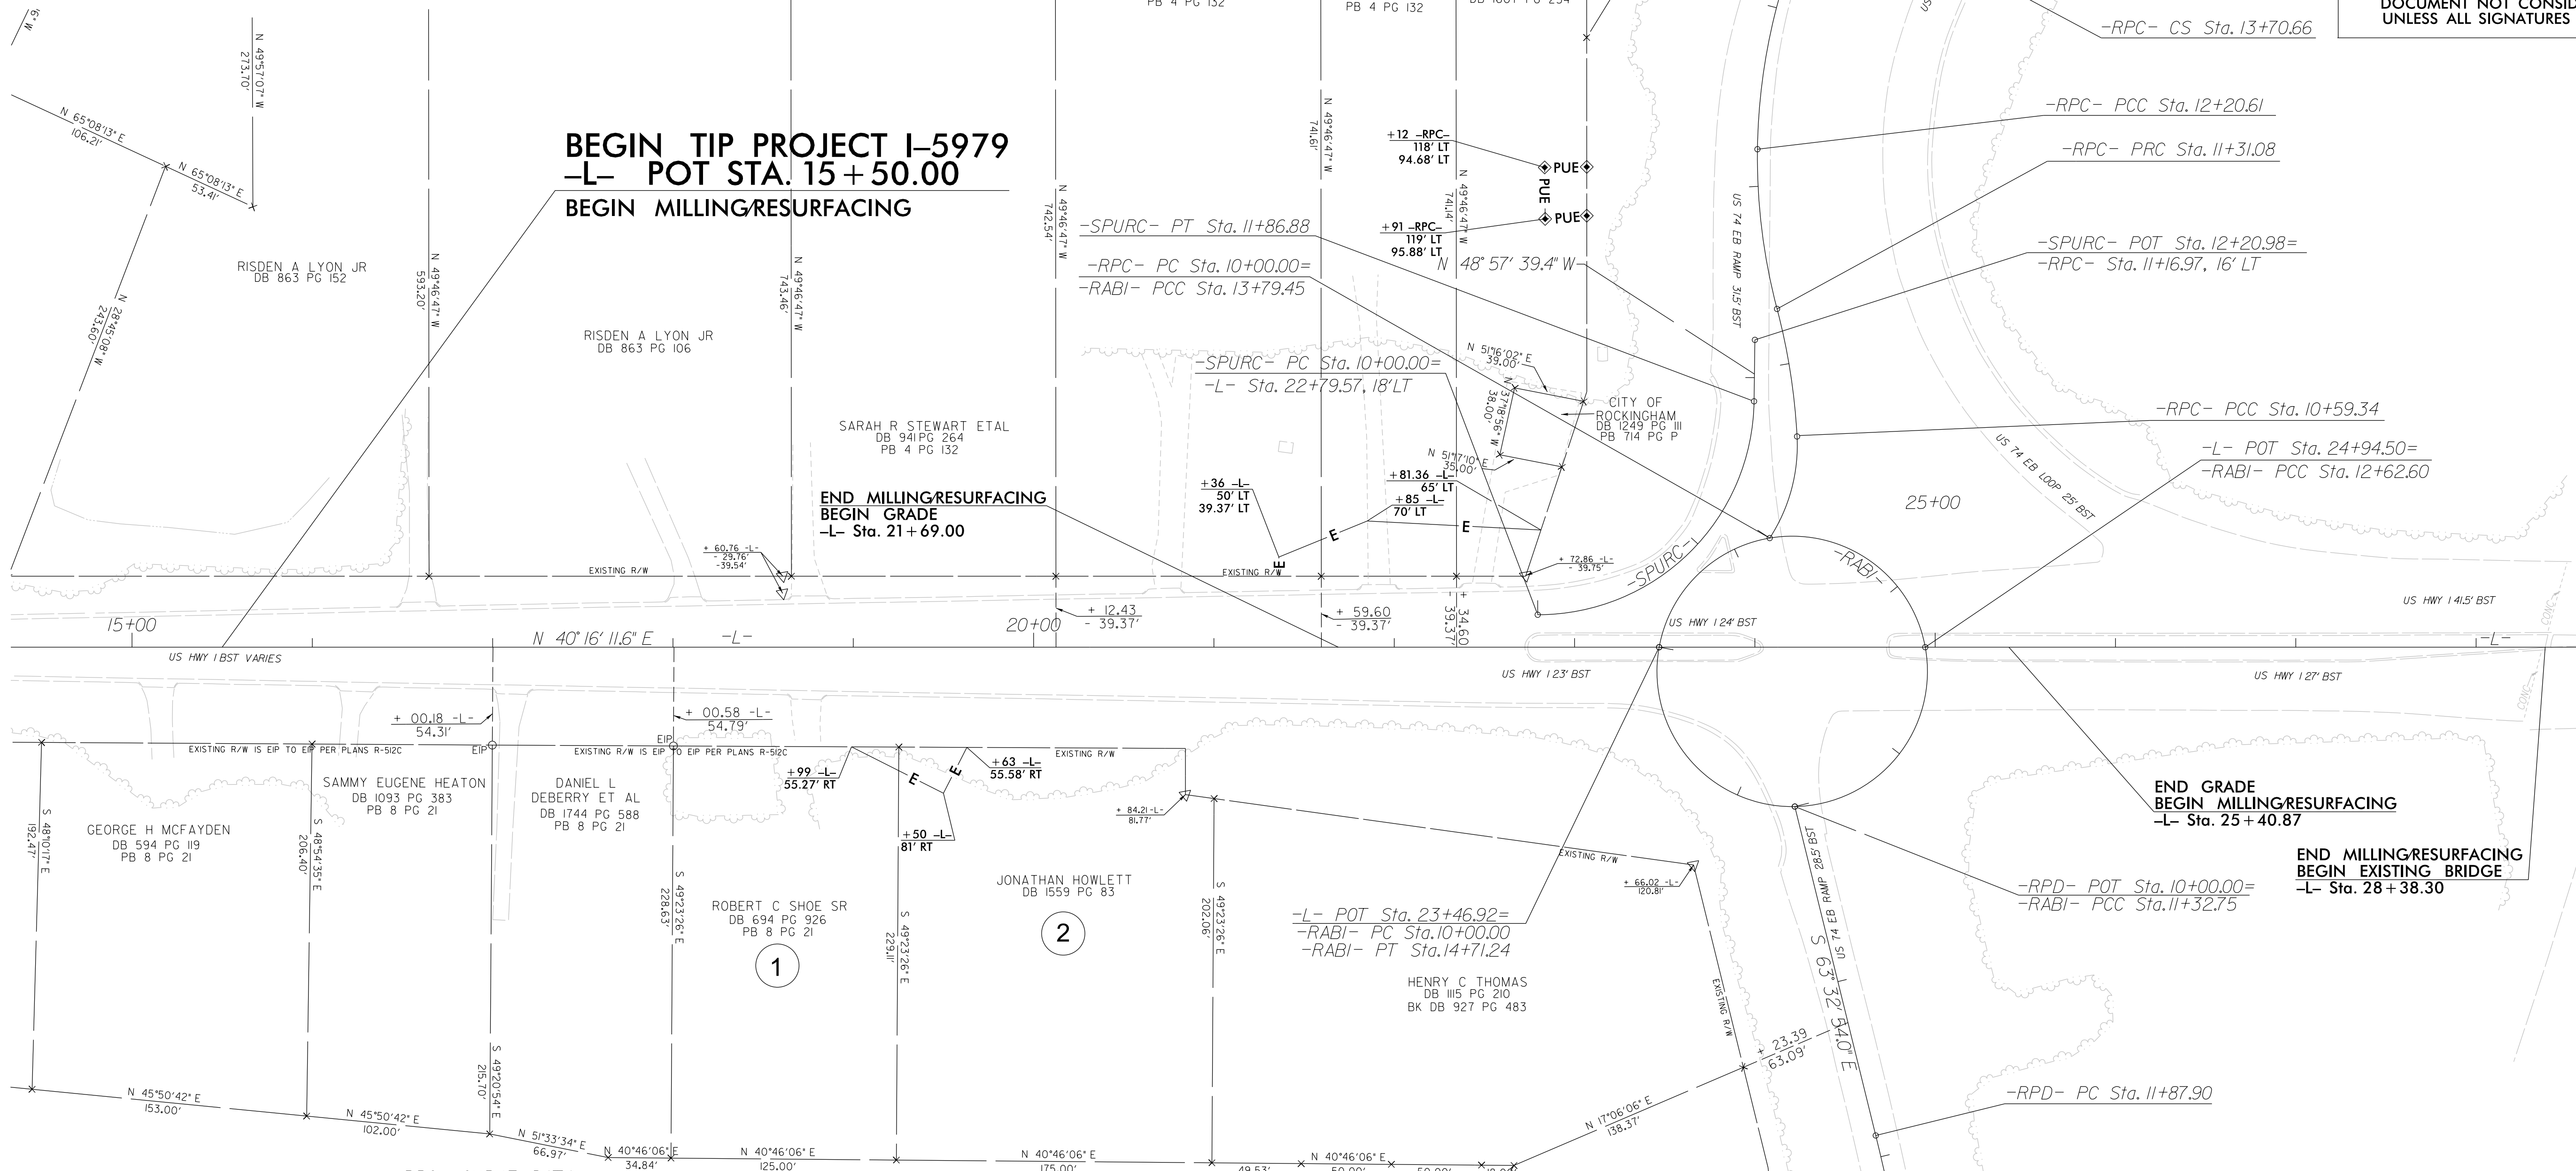 PB 4 PG 132
PB 4 PG 132
DOCUMENT NOT CONSID
UNLESS ALL SIGNATURES
-RPC- CS Sta. 13+70.66
N 49°57'07" W
273.70'
N 65°08'13" E
106.21'
N 65°08'13" E
53.41'
BEGIN TIP PROJECT I–5979
–L– POT STA. 15+50.00
BEGIN MILLING/RESURFACING
-RPC- PCC Sta. 12+20.61
-RPC- PRC Sta. 11+31.08
N 49°46'47" W
741.61'
+12 –RPC–
118' LT
94.68' LT
PUE
PUE
PUE
+91 –RPC–
119' LT
95.88' LT
N 49°46'47" W
741.14'
N 49°46'47" W
742.54'
-SPURC- PT Sta. 11+86.88
-RPC- PC Sta. 10+00.00=
-RABI- PCC Sta. 13+79.45
N 48° 57' 39.4" W
US 74 EB RAMP 31.5' BST
-SPURC- POT Sta. 12+20.98=
-RPC- Sta. 11+16.97, 16' LT
RISDEN A LYON JR
DB 863 PG 152
N 49°46'47" W
593.20'
N 49°46'47" W
743.46'
N 28°45'08" W
243.60'
RISDEN A LYON JR
DB 863 PG 106
-SPURC- PC Sta. 10+00.00=
-L- Sta. 22+79.57, 18' LT
N 51°16'02" E
39.00'
N 37°18'56" W
38.00'
CITY OF
ROCKINGHAM
DB 1249 PG 111
PB 714 PG P
-RPC- PCC Sta. 10+59.34
SARAH R STEWART ETAL
DB 941 PG 264
PB 4 PG 132
N 51°17'10" E
35.00'
US 74 EB LOOP 25' BST
-L- POT Sta. 24+94.50=
-RABI- PCC Sta. 12+62.60
+36 –L–
50' LT
39.37' LT
+81.36 –L–
65' LT
+85 –L–
70' LT
25+00
END MILLING/RESURFACING
BEGIN GRADE
–L– Sta. 21+69.00
E
E
E
+ 60.76 -L-
- 29.76'
-39.54'
+ 72.86 -L-
- 39.75'
EXISTING R/W
EXISTING R/W
-SPURC-
-RABI-
US HWY 1 41.5' BST
15+00
N 40° 16' 11.6" E
-L-
20+00
+ 12.43
- 39.37'
+ 59.60
- 39.37'
+ 34.60
- 39.37'
US HWY 1 24' BST
-L-
US HWY 1 BST VARIES
US HWY 1 23' BST
US HWY 1 27' BST
+ 00.18 -L-
54.31'
+ 00.58 -L-
54.79'
EXISTING R/W IS EIP TO EIP PER PLANS R-512C
EIP
EIP
EXISTING R/W IS EIP TO EIP PER PLANS R-512C
EXISTING R/W
+99 –L–
55.27' RT
E
E
+63 –L–
55.58' RT
+50 –L–
81' RT
+ 84.21 -L-
81.77'
SAMMY EUGENE HEATON
DB 1093 PG 383
PB 8 PG 21
DANIEL L
DEBERRY ET AL
DB 1744 PG 588
PB 8 PG 21
GEORGE H MCFAYDEN
DB 594 PG 119
PB 8 PG 21
S 48°10'17" E
192.47'
S 48°54'35" E
206.40'
END GRADE
BEGIN MILLING/RESURFACING
–L– Sta. 25+40.87
END MILLING/RESURFACING
BEGIN EXISTING BRIDGE
–L– Sta. 28+38.30
EXISTING R/W
+ 66.02 -L-
120.81'
US 74 EB RAMP 28.5' BST
-RPD- POT Sta. 10+00.00=
-RABI- PCC Sta. 11+32.75
ROBERT C SHOE SR
DB 694 PG 926
PB 8 PG 21
1
JONATHAN HOWLETT
DB 1559 PG 83
2
S 49°23'26" E
228.63'
S 49°23'26" E
229.11'
S 49°23'26" E
202.06'
-L- POT Sta. 23+46.92=
-RABI- PC Sta. 10+00.00
-RABI- PT Sta. 14+71.24
HENRY C THOMAS
DB 1115 PG 210
BK DB 927 PG 483
EXISTING R/W
S 63° 32' 54.0" E
+ 23.39
63.09'
S 49°20'54" E
215.70'
N 45°50'42" E
153.00'
N 45°50'42" E
102.00'
N 51°33'34" E
66.97'
N 40°46'06" E
34.84'
N 40°46'06" E
125.00'
N 40°46'06" E
175.00'
N 40°46'06" E
49.53'
50.00'
N 17°06'06" E
138.37'
-RPD- PC Sta. 11+87.90